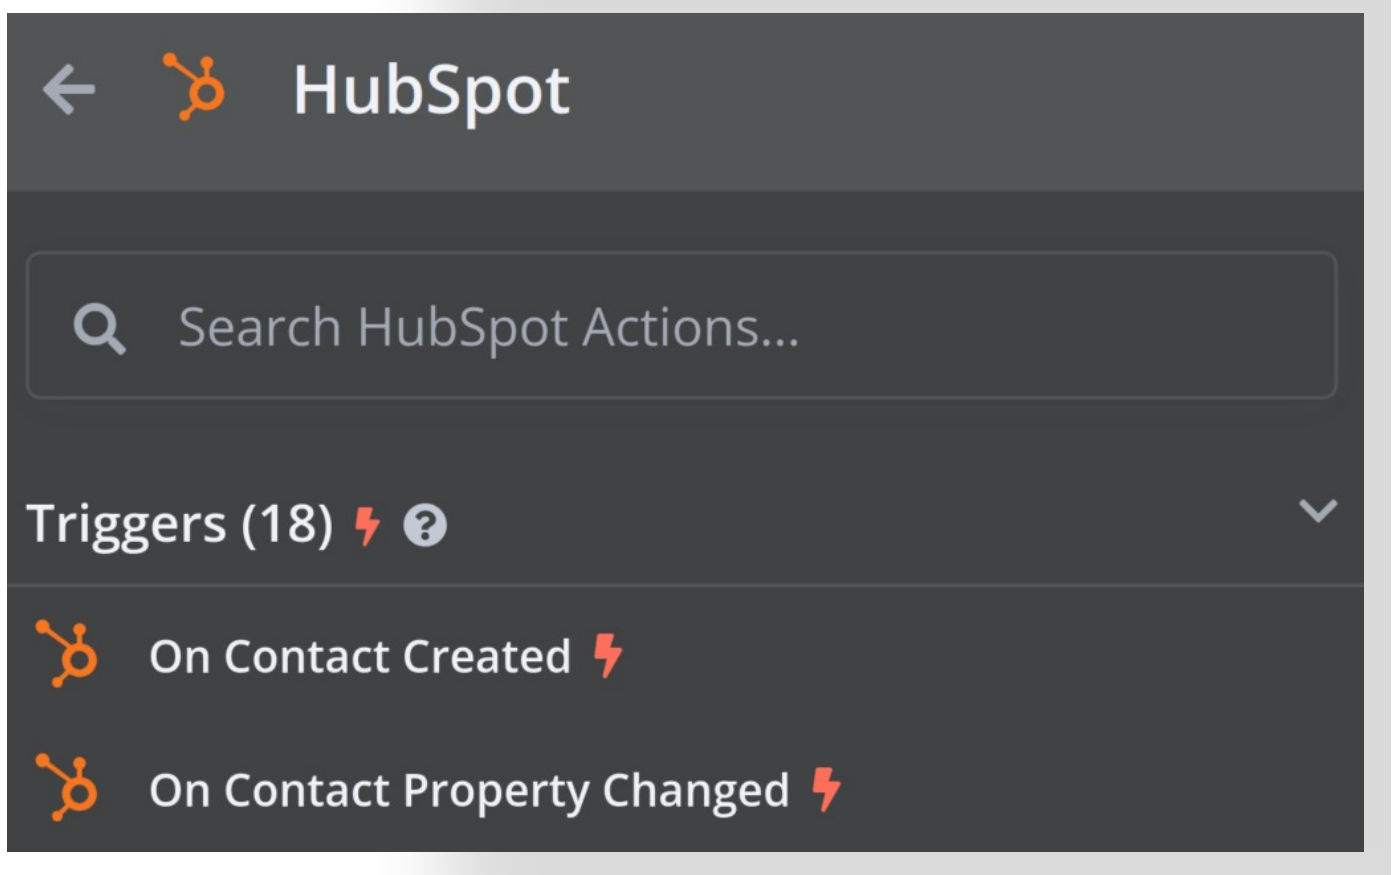 HubSpot
Search HubSpot Actions...
Triggers (18)
On Contact Created
On Contact Property Changed